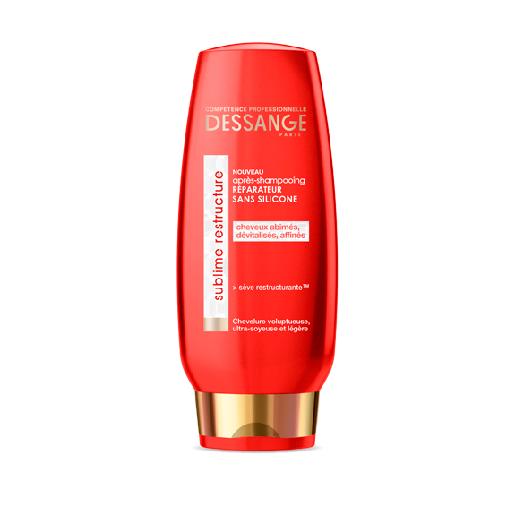 COMPÉTENCE PROFESSIONNELLE
DESSANGE
PARIS
sublime restructure
NOUVEAU
après-shampooing
RÉPARATEUR
SANS SILICONE
cheveux abîmés,
dévitalisés, affinés
> sève restructurante™
Chevelure voluptueuse,
ultra-soyeuse et légère